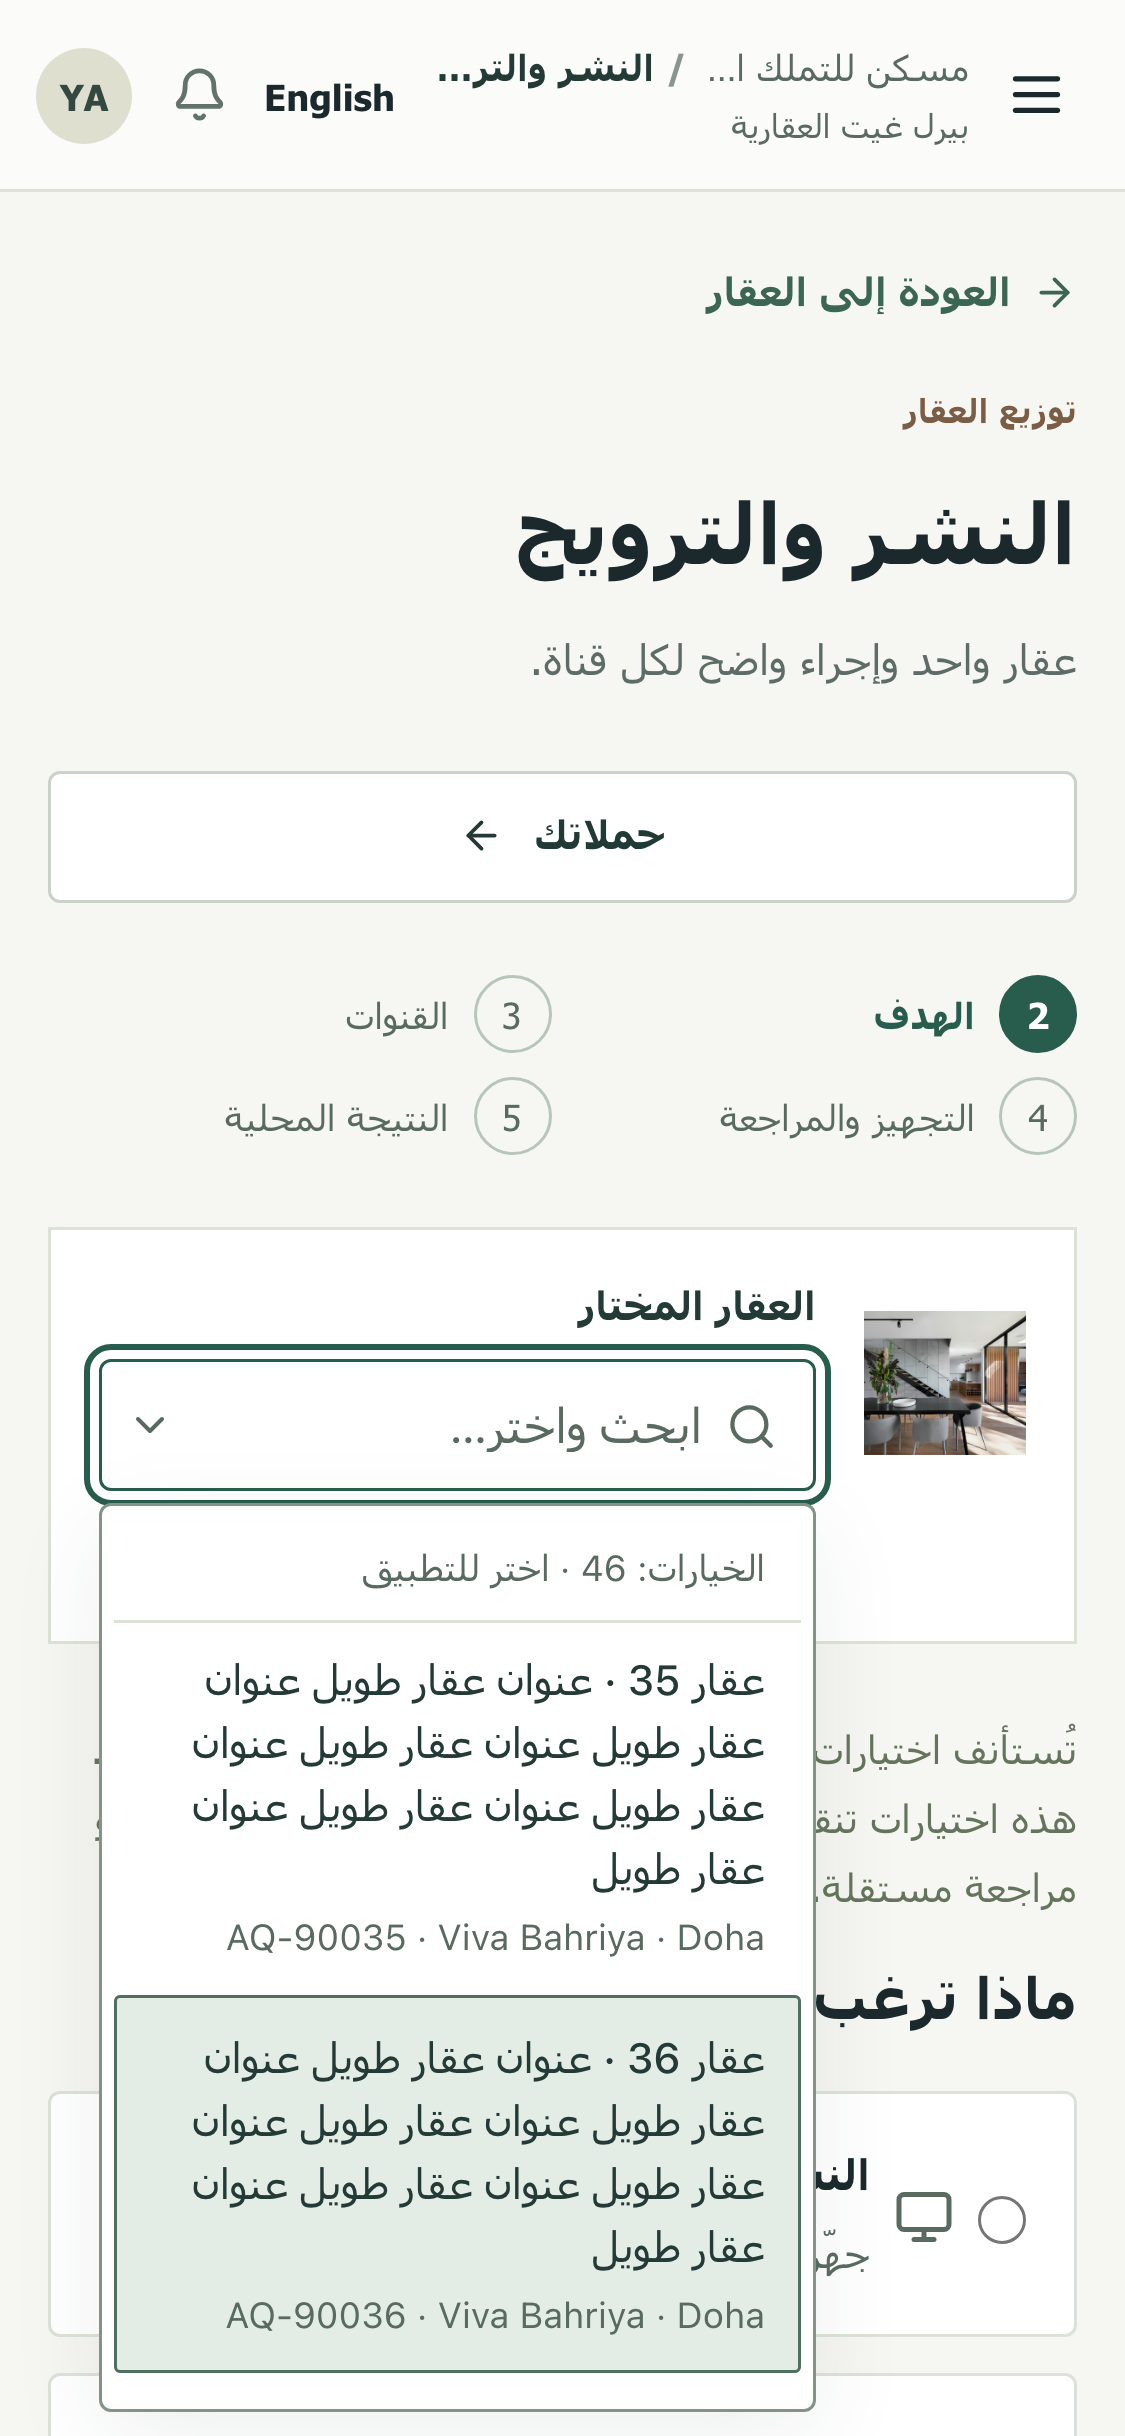 مسكن للتملك ا... / النشر والتر...
بيرل غيت العقارية
English
YA
العودة إلى العقار
توزيع العقار
النشر والترويج
عقار واحد وإجراء واضح لكل قناة.
حملاتك
2 الهدف
3 القنوات
4 التجهيز والمراجعة
5 النتيجة المحلية
العقار المختار
ابحث واختر...
الخيارات: 46 · اختر للتطبيق
عقار 35 · عنوان عقار طويل عنوان
عقار طويل عنوان عقار طويل عنوان
عقار طويل عنوان عقار طويل عنوان
عقار طويل
AQ-90035 · Viva Bahriya · Doha
عقار 36 · عنوان عقار طويل عنوان
عقار طويل عنوان عقار طويل عنوان
عقار طويل عنوان عقار طويل عنوان
عقار طويل
AQ-90036 · Viva Bahriya · Doha
تُستأنف اختيارات
هذه اختيارات
مراجعة مستقلة.
ماذا ترغب